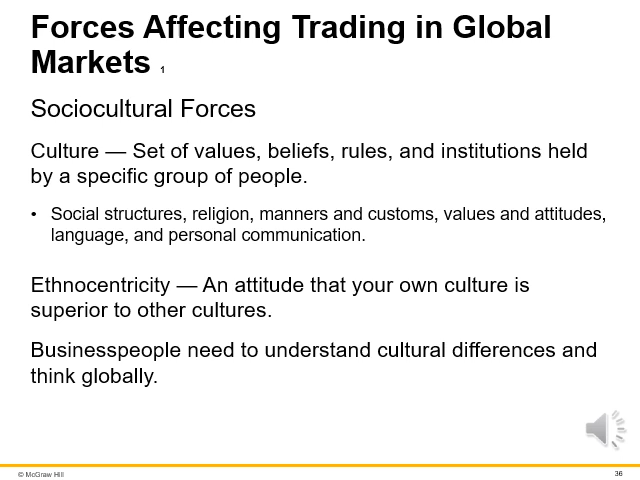 Forces Affecting Trading in Global
Markets 1
Sociocultural Forces
Culture — Set of values, beliefs, rules, and institutions held
by a specific group of people.
• Social structures, religion, manners and customs, values and attitudes,
language, and personal communication.
Ethnocentricity — An attitude that your own culture is
superior to other cultures.
Businesspeople need to understand cultural differences and
think globally.
© McGraw Hill
36